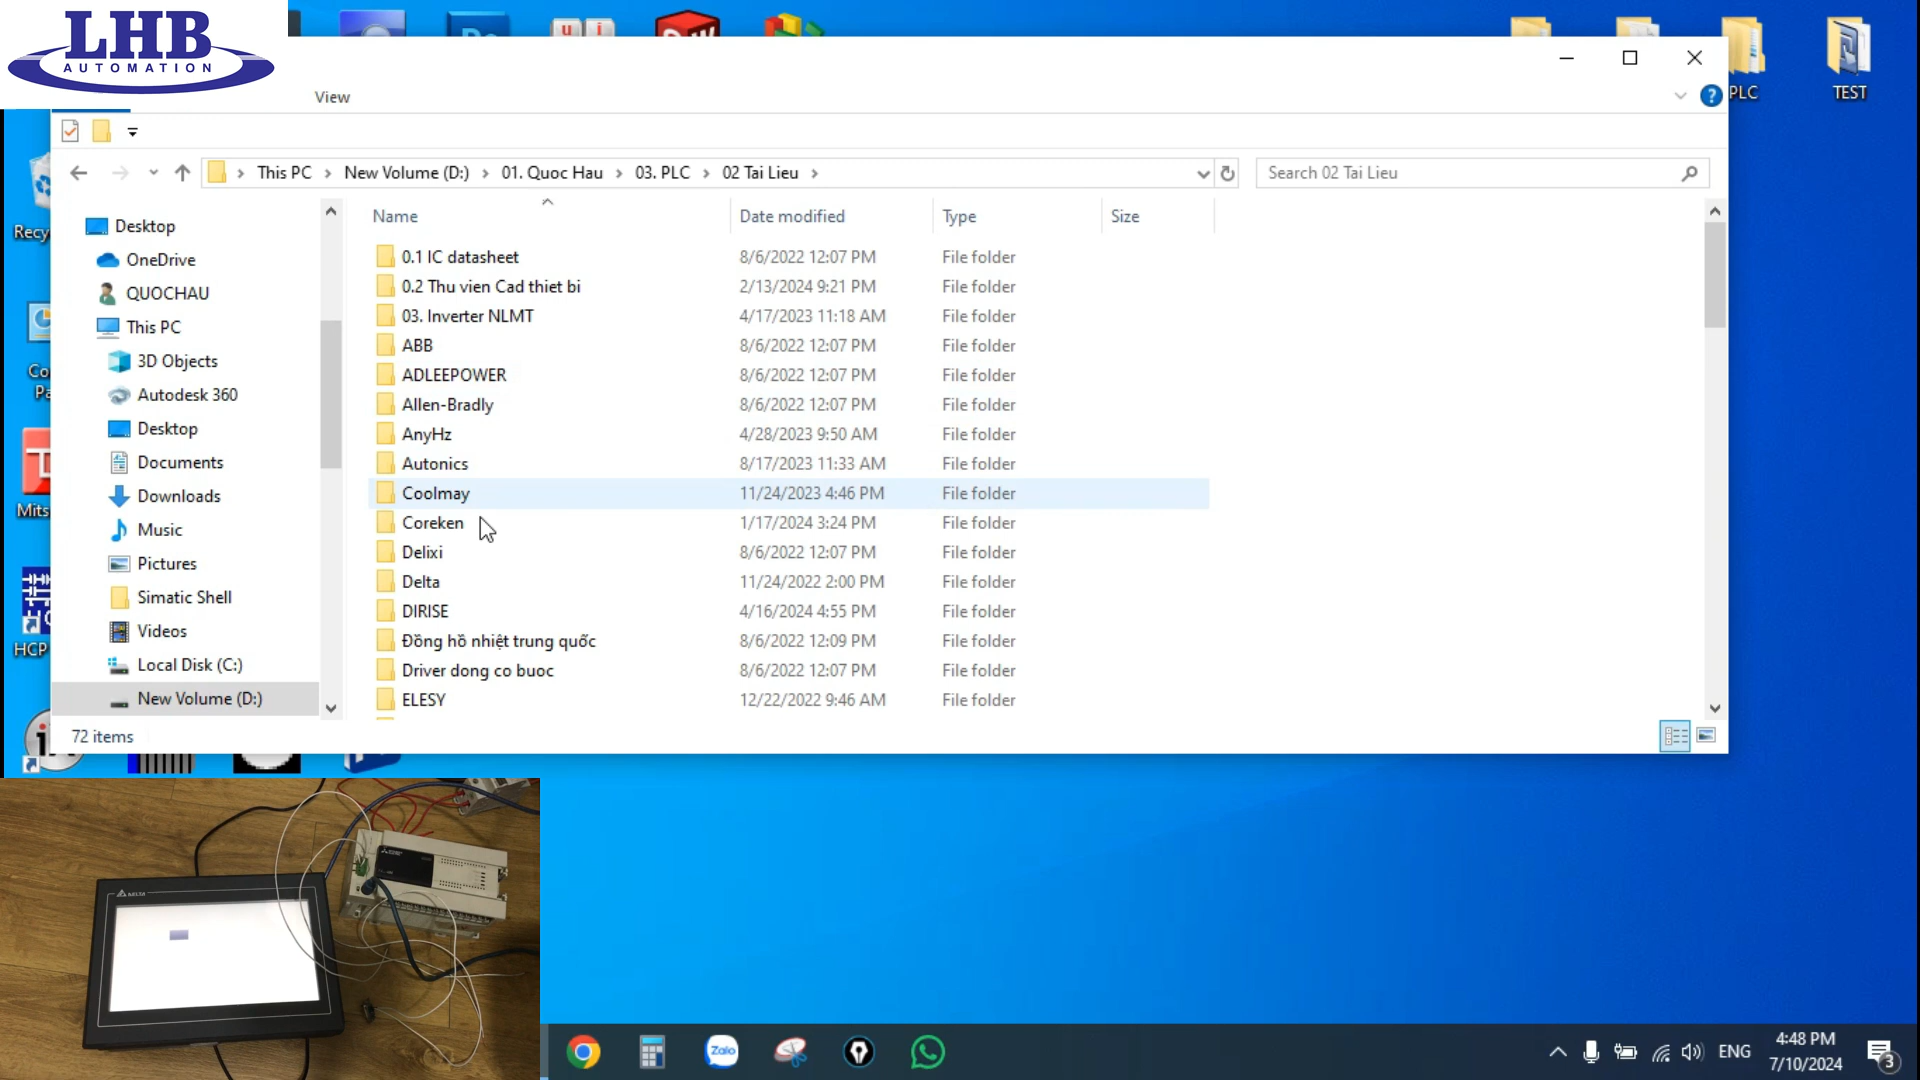 LHB
AUTOMATION
View
PLC
TEST
This PC
New Volume (D:)
01. Quoc Hau
03. PLC
02 Tai Lieu
Search 02 Tai Lieu
Name
Date modified
Type
Size
Desktop
OneDrive
QUOCHAU
This PC
3D Objects
Autodesk 360
Desktop
Documents
Downloads
Music
Pictures
Simatic Shell
Videos
Local Disk (C:)
New Volume (D:)
0.1 IC datasheet 8/6/2022 12:07 PM File folder
0.2 Thu vien Cad thiet bi 2/13/2024 9:21 PM File folder
03. Inverter NLMT 4/17/2023 11:18 AM File folder
ABB 8/6/2022 12:07 PM File folder
ADLEEPOWER 8/6/2022 12:07 PM File folder
Allen-Bradly 8/6/2022 12:07 PM File folder
AnyHz 4/28/2023 9:50 AM File folder
Autonics 8/17/2023 11:33 AM File folder
Coolmay 11/24/2023 4:46 PM File folder
Coreken 1/17/2024 3:24 PM File folder
Delixi 8/6/2022 12:07 PM File folder
Delta 11/24/2022 2:00 PM File folder
DIRISE 4/16/2024 4:55 PM File folder
Đồng hồ nhiệt trung quốc 8/6/2022 12:09 PM File folder
Driver dong co buoc 8/6/2022 12:07 PM File folder
ELESY 12/22/2022 9:46 AM File folder
72 items
Recy
Co
Pa
Mits
HCP
DELTA
Zalo
ENG
4:48 PM
7/10/2024
3